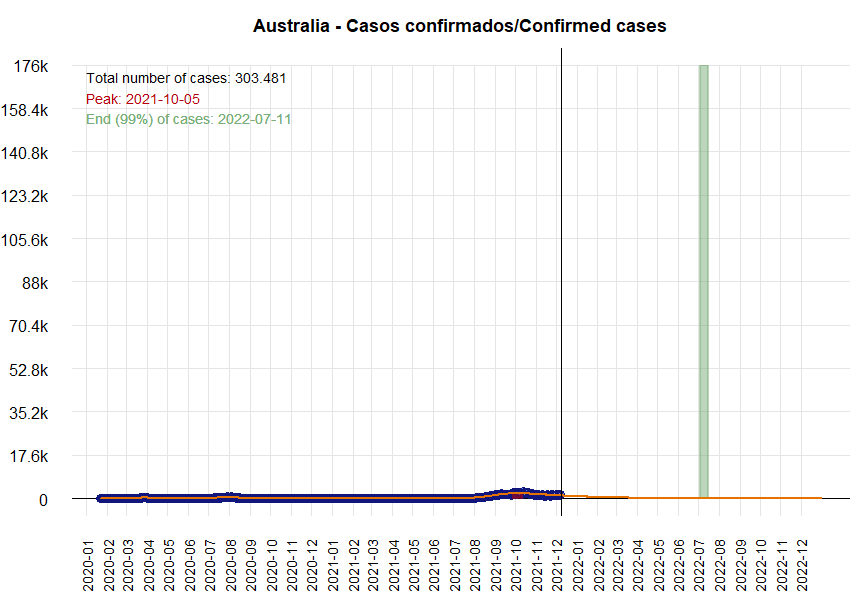 Australia - Casos confirmados/Confirmed cases
176k
Total number of cases: 303.481
Peak: 2021-10-05
158.4k
End (99%) of cases: 2022-07-11
140.8k
123.2k
105.6k
88k
70.4k
52.8k
35.2k
17.6k
0
2020-01
2020-02
2020-03
2020-04
2020-05
2020-06
2020-07
2020-08
2020-09
2020-10
2020-11
2020-12
2021-01
2021-02
2021-03
2021-04
2021-05
2021-06
2021-07
2021-08
2021-09
2021-10
2021-11
2021-12
2022-01
2022-02
2022-03
2022-04
2022-05
2022-06
2022-07
2022-08
2022-09
2022-10
2022-11
2022-12